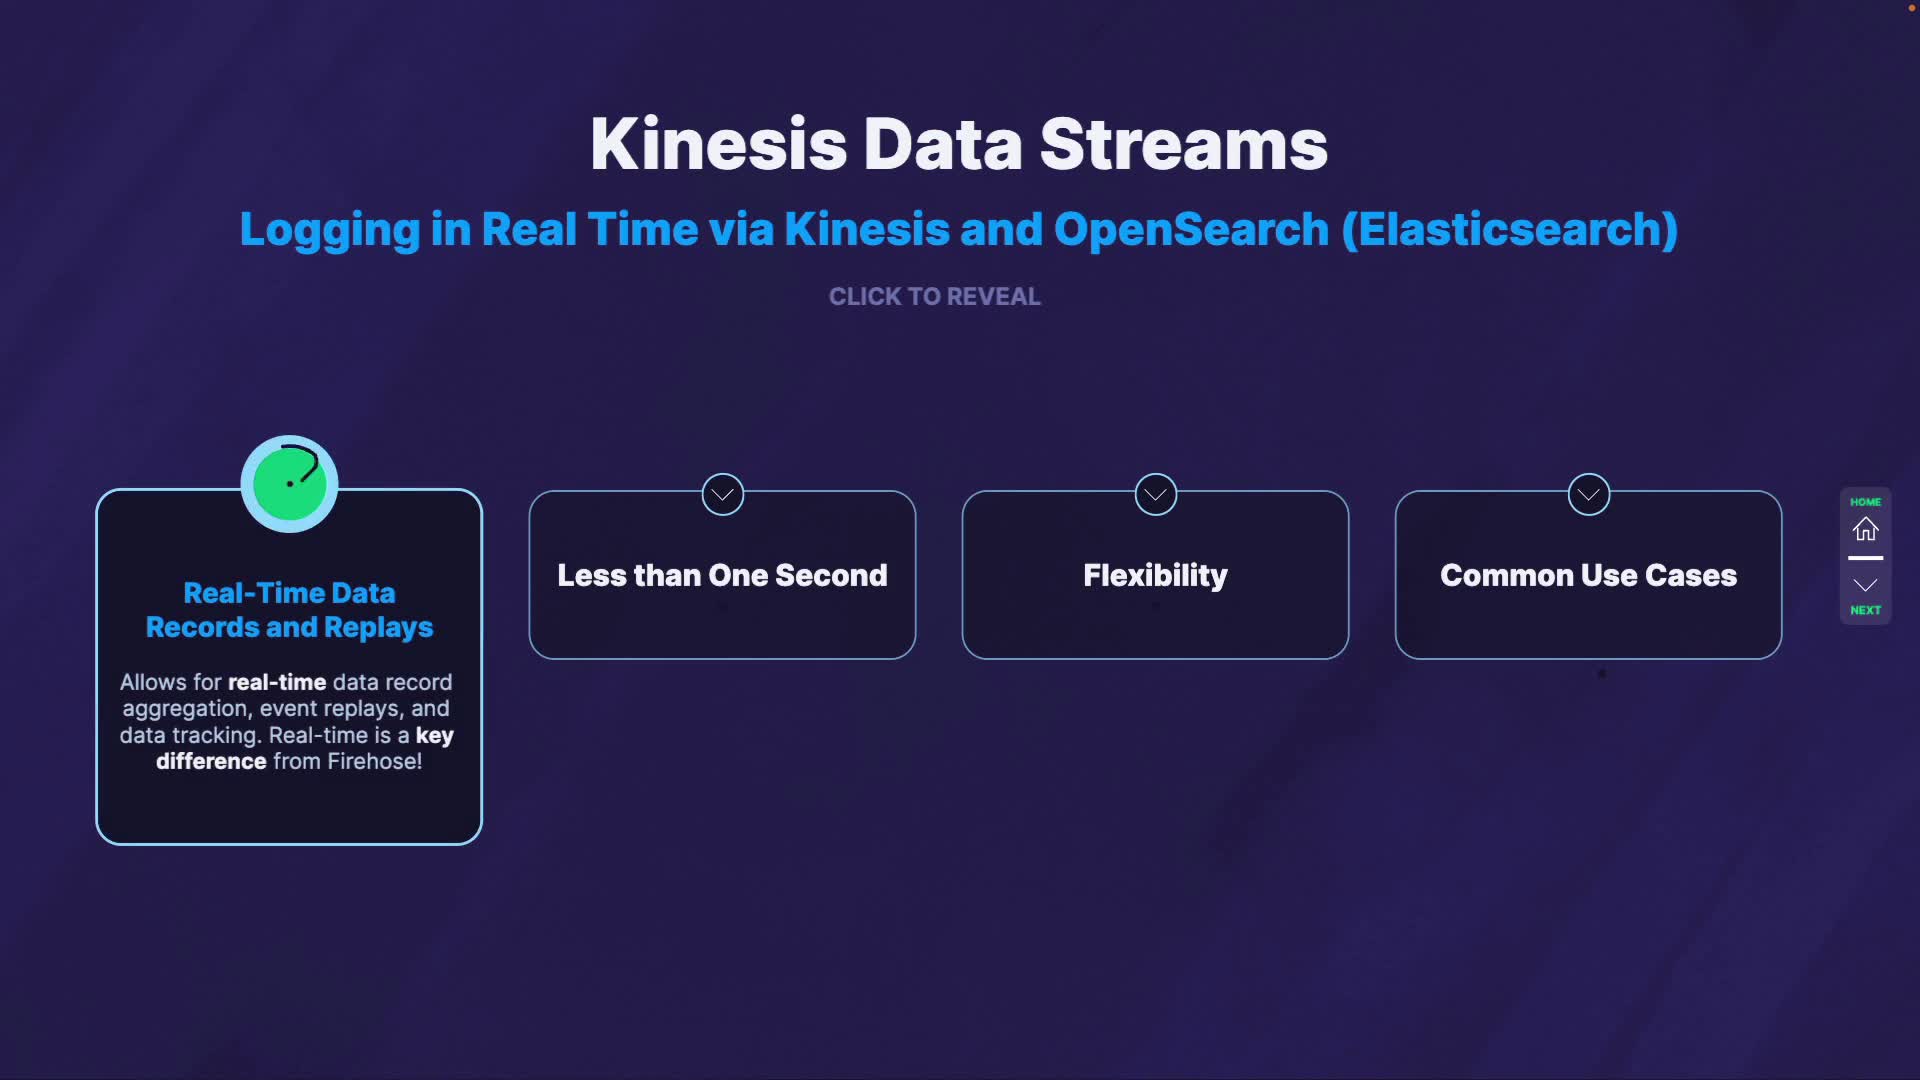 Kinesis Data Streams
Logging in Real Time via Kinesis and OpenSearch (Elasticsearch)
CLICK TO REVEAL
Real-Time Data
Records and Replays
Allows for real-time data record
aggregation, event replays, and
data tracking. Real-time is a key
difference from Firehose!
Less than One Second
Flexibility
Common Use Cases
HOME
NEXT